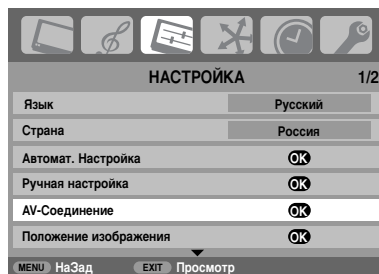 НАСТРОЙКА 1/2
Язык Русский
Страна Россия
Автомат. Настройка OK
Ручная настройка OK
AV-Соединение OK
Положение изображения OK
MENU НаЗад EXIT Просмотр